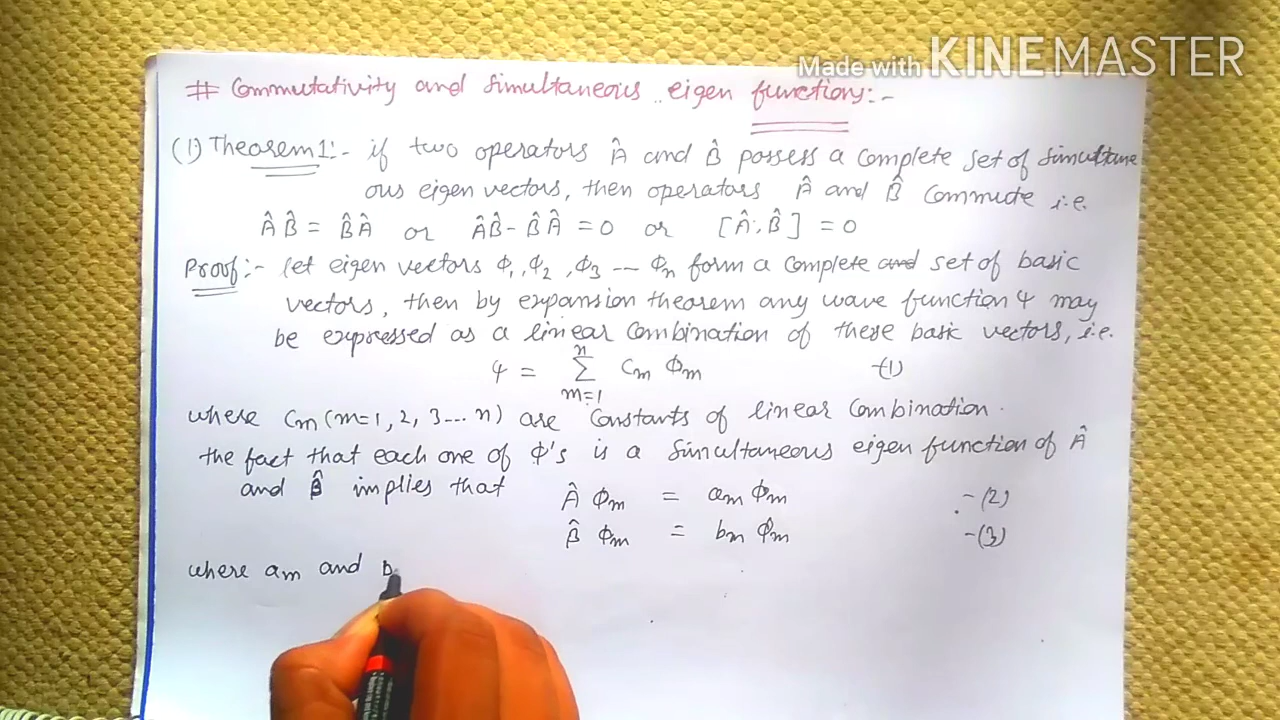 Made with KINEMASTER
# Commutativity and Simultaneous eigen functions:-
(1) Theorem 1:- if two operators Â and B̂ possess a complete set of simultane
ous eigen vectors, then operators Â and B̂ Commute i.e.
ÂB̂ = B̂Â or ÂB̂ - B̂Â = 0 or [Â, B̂] = 0
Proof:- let eigen vectors Φ₁, Φ₂, Φ₃ --- Φn form a complete and set of basic
vectors, then by expansion theorem any wave function Ψ may
be expressed as a linear combination of these basic vectors, i.e.
Ψ = n∑m=1 Cm Φm -(1)
where Cm (m=1, 2, 3.... n) are Constants of linear Combination.
the fact that each one of Φ's is a Simultaneous eigen function of Â
and B̂ implies that Â Φm = am Φm -(2)
B̂ Φm = bm Φm -(3)
where am and b